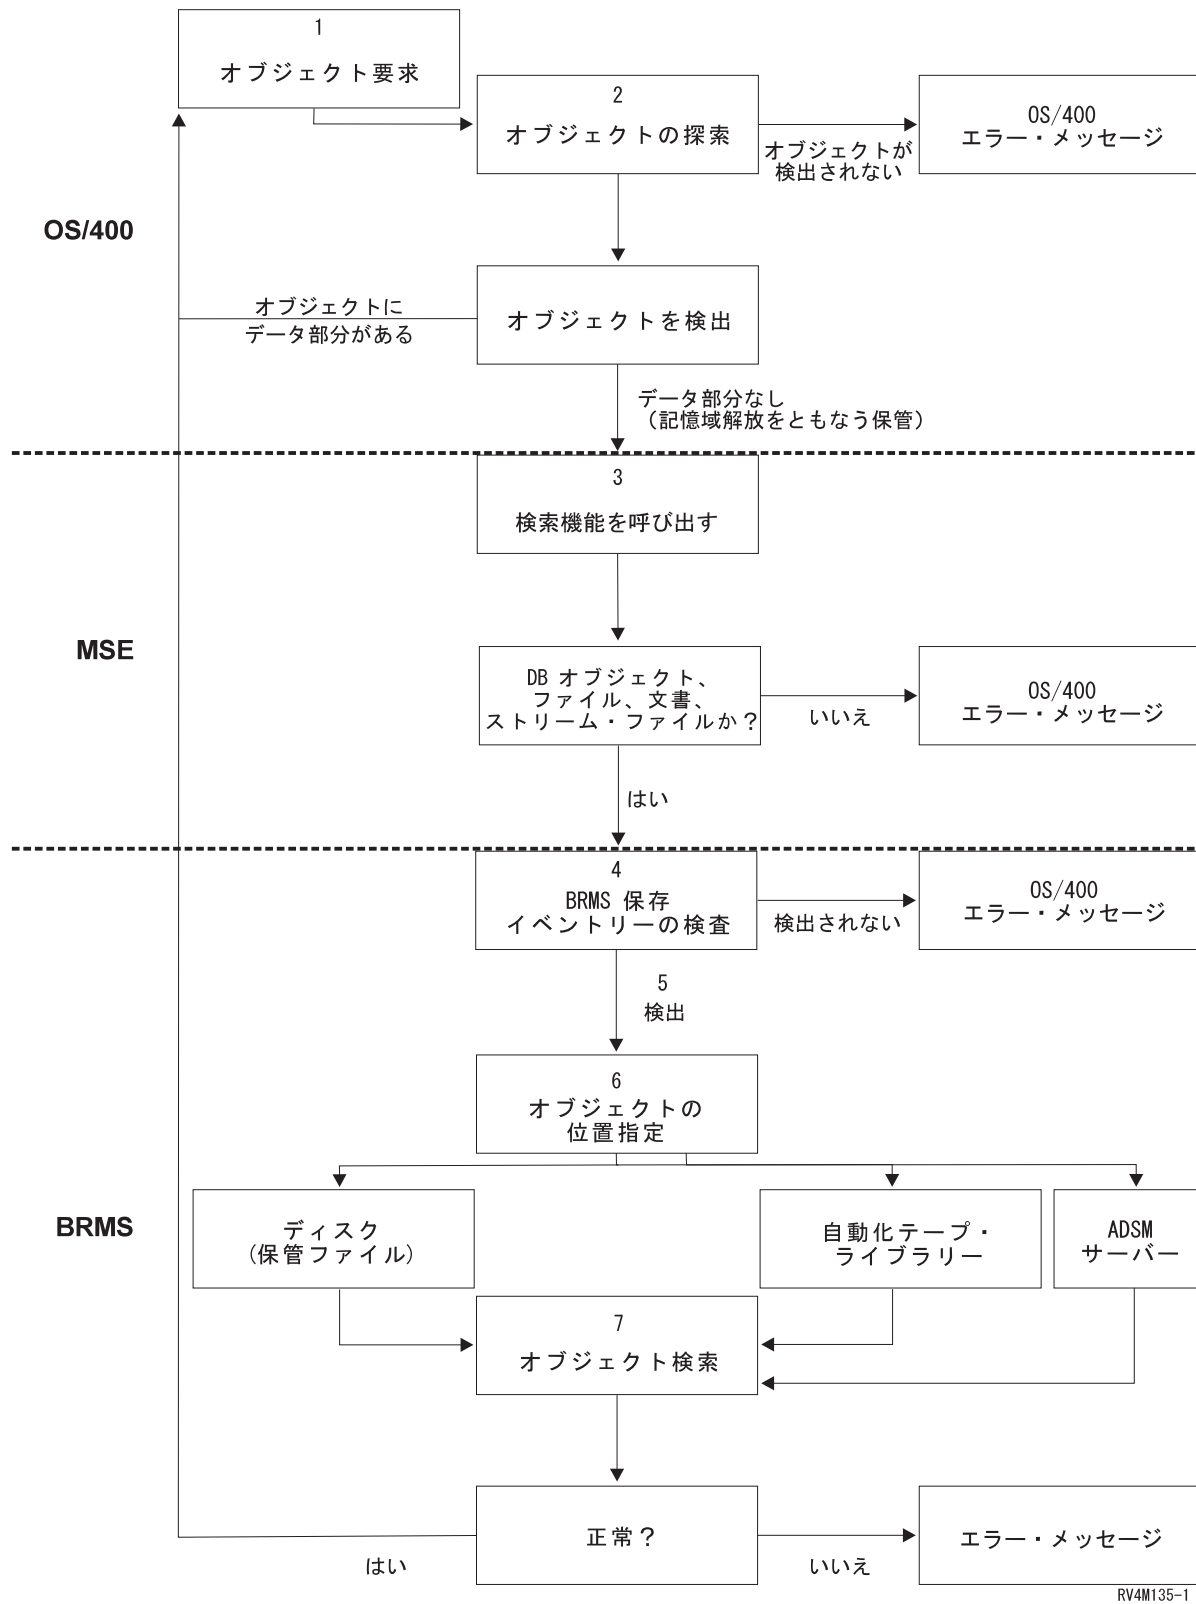 1
オブジェクト要求
2
オブジェクトの探索
オブジェクトが
検出されない
OS/400
エラー・メッセージ
OS/400
オブジェクトに
データ部分がある
オブジェクトを検出
データ部分なし
(記憶域解放をともなう保管)
3
検索機能を呼び出す
MSE
DB オブジェクト、
ファイル、文書、
ストリーム・ファイルか?
いいえ
OS/400
エラー・メッセージ
はい
4
BRMS 保存
イベントリーの検査
検出されない
OS/400
エラー・メッセージ
5
検出
6
オブジェクトの
位置指定
BRMS
ディスク
(保管ファイル)
自動化テープ・
ライブラリー
ADSM
サーバー
7
オブジェクト検索
正常?
はい
いいえ
エラー・メッセージ
RV4M135-1